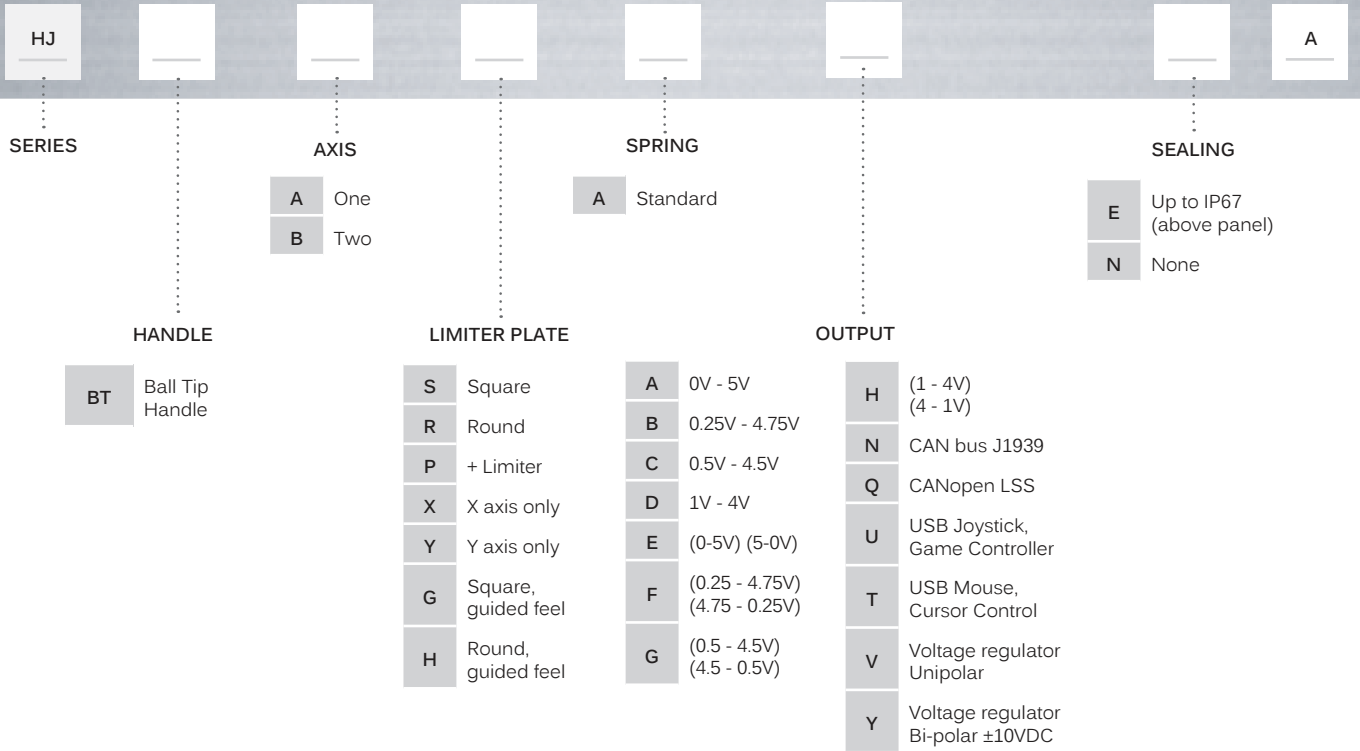 HJ
A
SERIES
AXIS
A One
B Two
SPRING
A Standard
SEALING
E Up to IP67
(above panel)
N None
HANDLE
BT Ball Tip
Handle
LIMITER PLATE
S Square
R Round
P + Limiter
X X axis only
Y Y axis only
G Square,
guided feel
H Round,
guided feel
OUTPUT
A 0V - 5V
B 0.25V - 4.75V
C 0.5V - 4.5V
D 1V - 4V
E (0-5V) (5-0V)
F (0.25 - 4.75V)
(4.75 - 0.25V)
G (0.5 - 4.5V)
(4.5 - 0.5V)
H (1 - 4V)
(4 - 1V)
N CAN bus J1939
Q CANopen LSS
U USB Joystick,
Game Controller
T USB Mouse,
Cursor Control
V Voltage regulator
Unipolar
Y Voltage regulator
Bi-polar ±10VDC